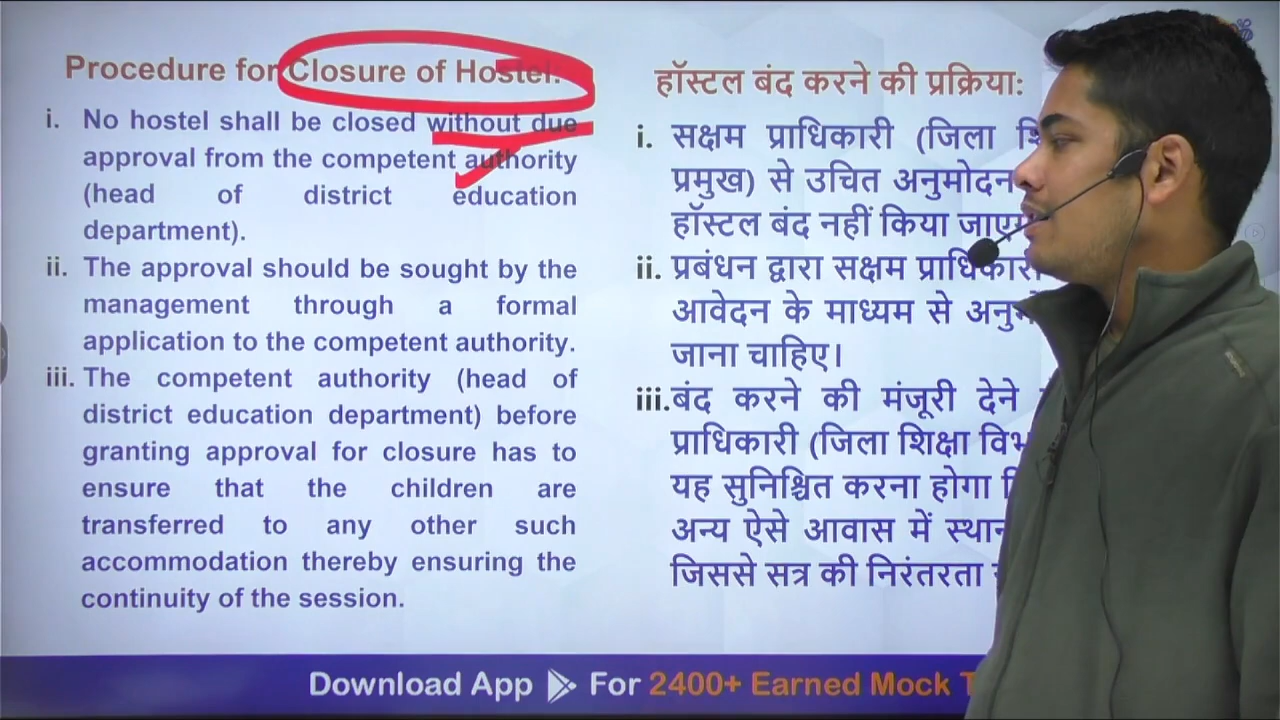 Procedure for Closure of Hostel:
i. No hostel shall be closed without due
approval from the competent authority
(head of district education
department).
ii. The approval should be sought by the
management through a formal
application to the competent authority.
iii. The competent authority (head of
district education department) before
granting approval for closure has to
ensure that the children are
transferred to any other such
accommodation thereby ensuring the
continuity of the session.
हॉस्टल बंद करने की प्रक्रिया:
i. सक्षम प्राधिकारी (जिला
प्रमुख) से उचित अनुमोदन
हॉस्टल बंद नहीं किया
ii. प्रबंधन द्वारा सक्षम
आवेदन के माध्यम से
जाना चाहिए।
iii. बंद करने की मंजूरी देने
प्राधिकारी (जिला शिक्षा
यह सुनिश्चित करना होगा
अन्य ऐसे आवास में
जिससे सत्र की निरंतरता
Download App For 2400+ Earned Mock